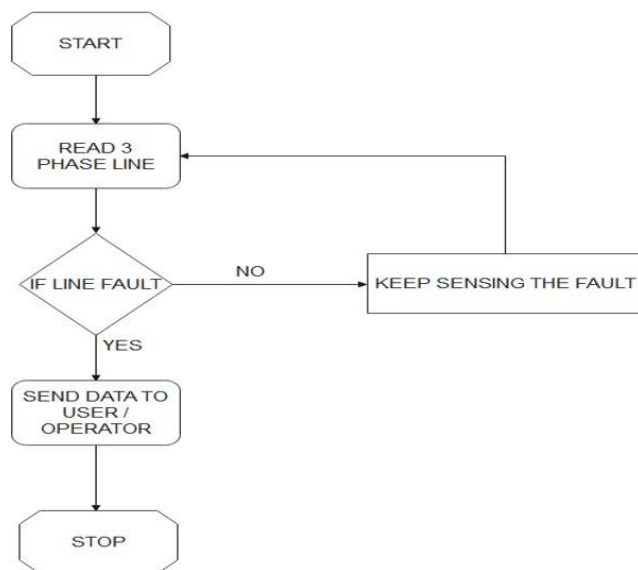 START
READ 3
PHASE LINE
IF LINE FAULT
NO
KEEP SENSING THE FAULT
YES
SEND DATA TO
USER /
OPERATOR
STOP